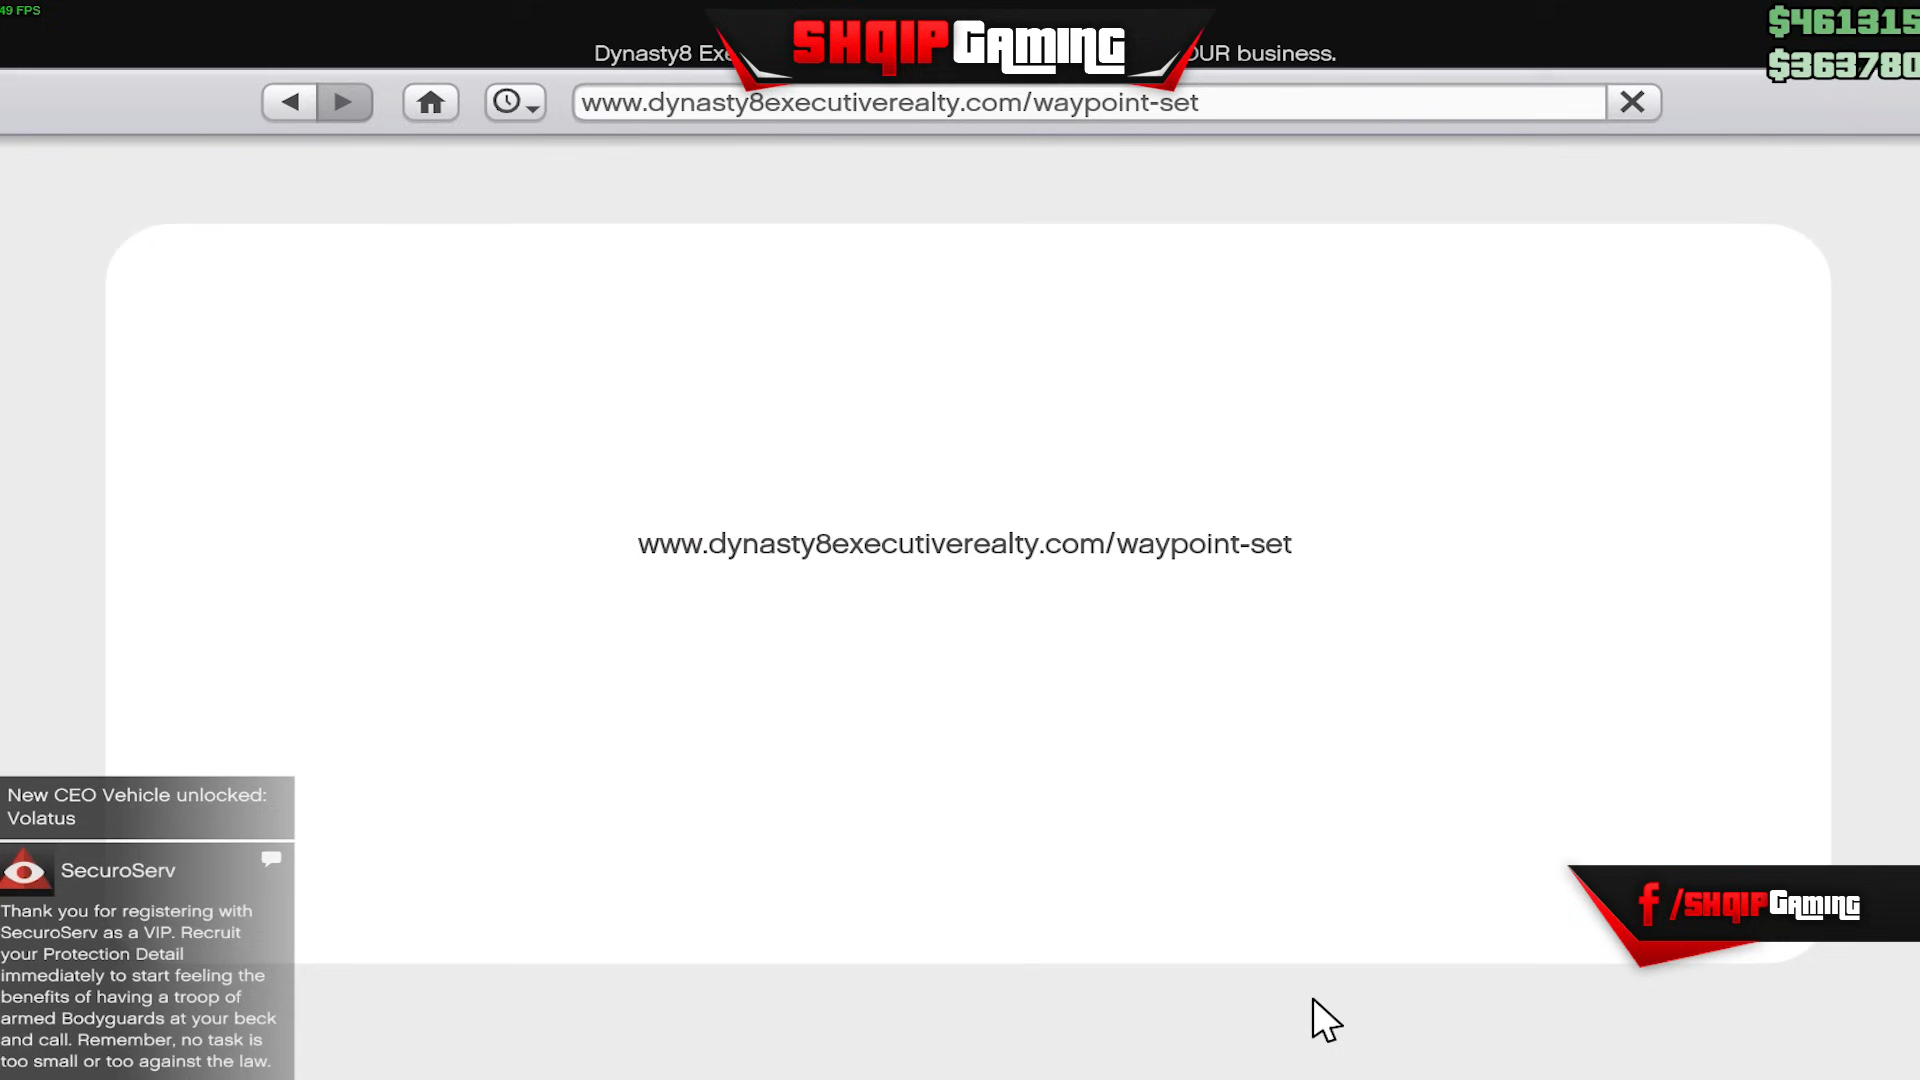 49 FPS
SHQIPGAMING
$461315
Dynasty8 Exe
OUR business.
$363780
www.dynasty8executiverealty.com/waypoint-set
www.dynasty8executiverealty.com/waypoint-set
New CEO Vehicle unlocked:
Volatus
SecuroServ
Thank you for registering with
SecuroServ as a VIP. Recruit
your Protection Detail
immediately to start feeling the
benefits of having a troop of
armed Bodyguards at your beck
and call. Remember, no task is
too small or too against the law.
f /SHQIPGAMING